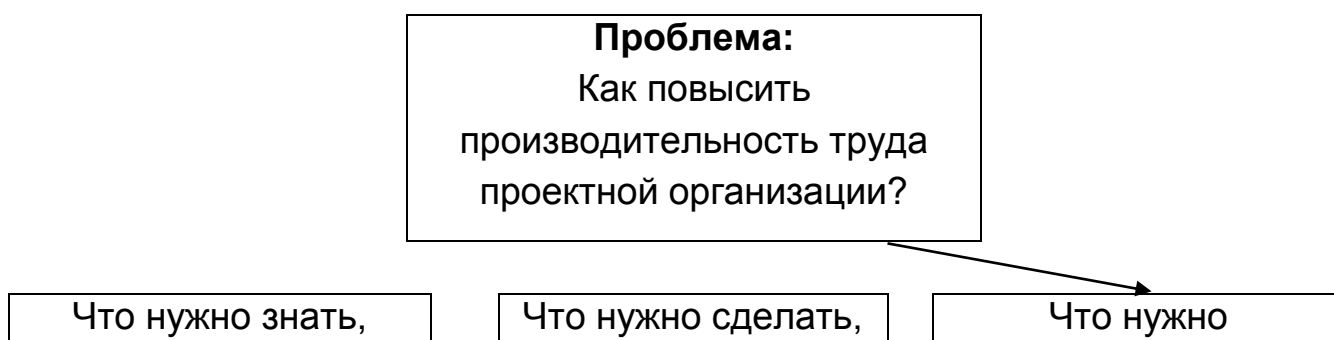 Проблема:
Как повысить
производительность труда
проектной организации?
Что нужно знать,
Что нужно сделать,
Что нужно